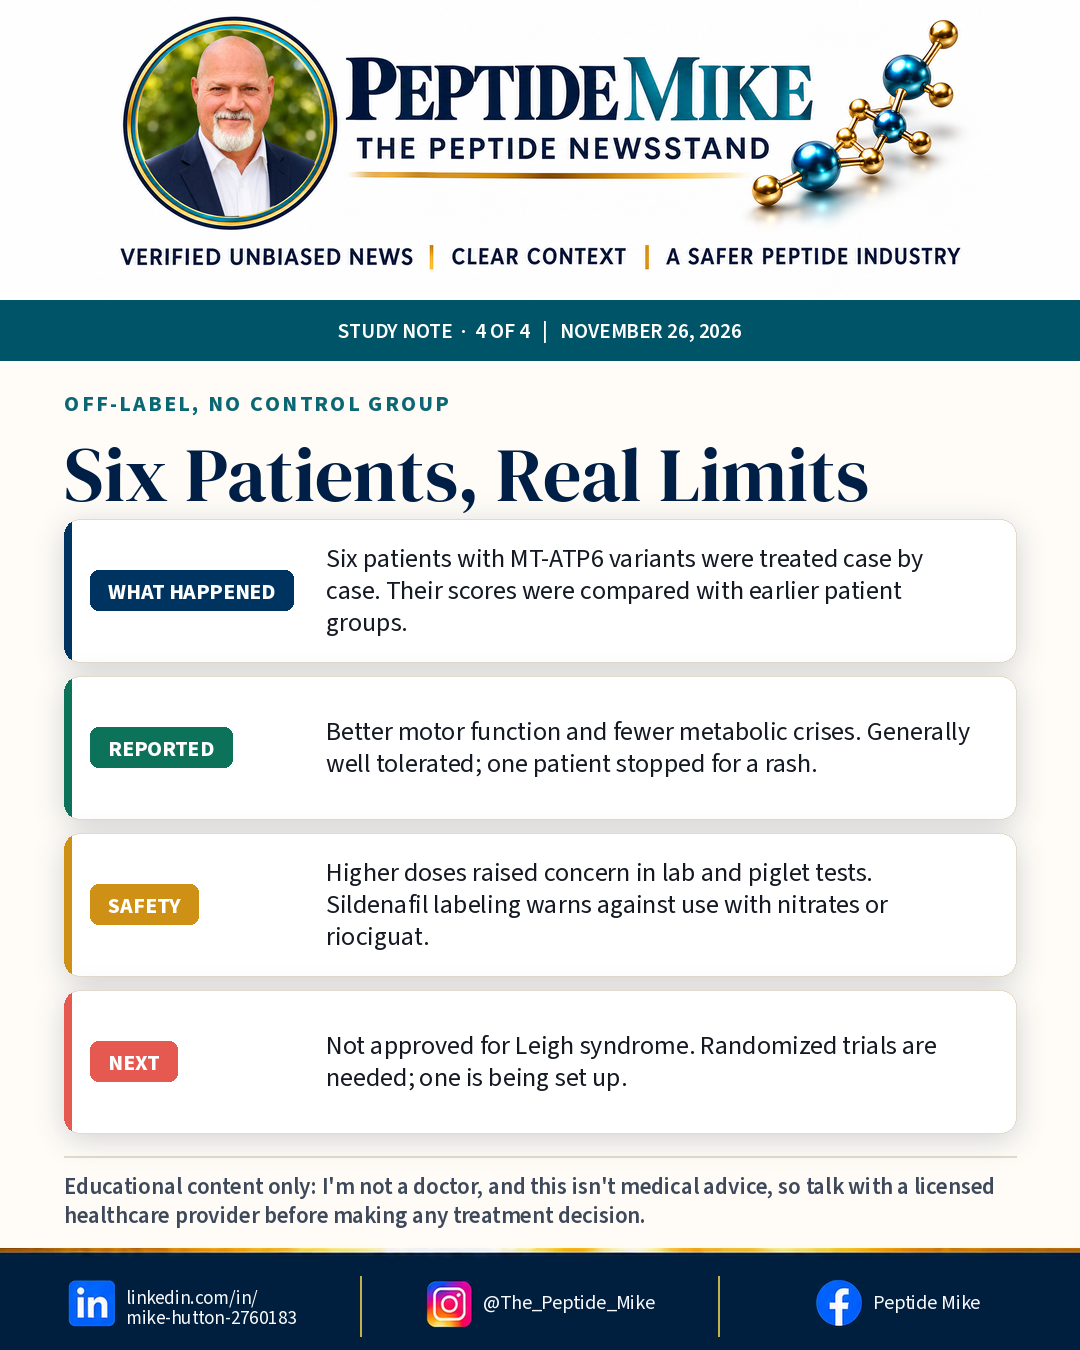 PEPTIDEMIKE
THE PEPTIDE NEWSSTAND
VERIFIED UNBIASED NEWS | CLEAR CONTEXT | A SAFER PEPTIDE INDUSTRY
STUDY NOTE · 4 OF 4 | NOVEMBER 26, 2026
OFF-LABEL, NO CONTROL GROUP
Six Patients, Real Limits
WHAT HAPPENED
Six patients with MT-ATP6 variants were treated case by
case. Their scores were compared with earlier patient
groups.
REPORTED
Better motor function and fewer metabolic crises. Generally
well tolerated; one patient stopped for a rash.
SAFETY
Higher doses raised concern in lab and piglet tests.
Sildenafil labeling warns against use with nitrates or
riociguat.
NEXT
Not approved for Leigh syndrome. Randomized trials are
needed; one is being set up.
Educational content only: I'm not a doctor, and this isn't medical advice, so talk with a licensed
healthcare provider before making any treatment decision.
in
linkedin.com/in/
mike-hutton-2760183
@The_Peptide_Mike
Peptide Mike